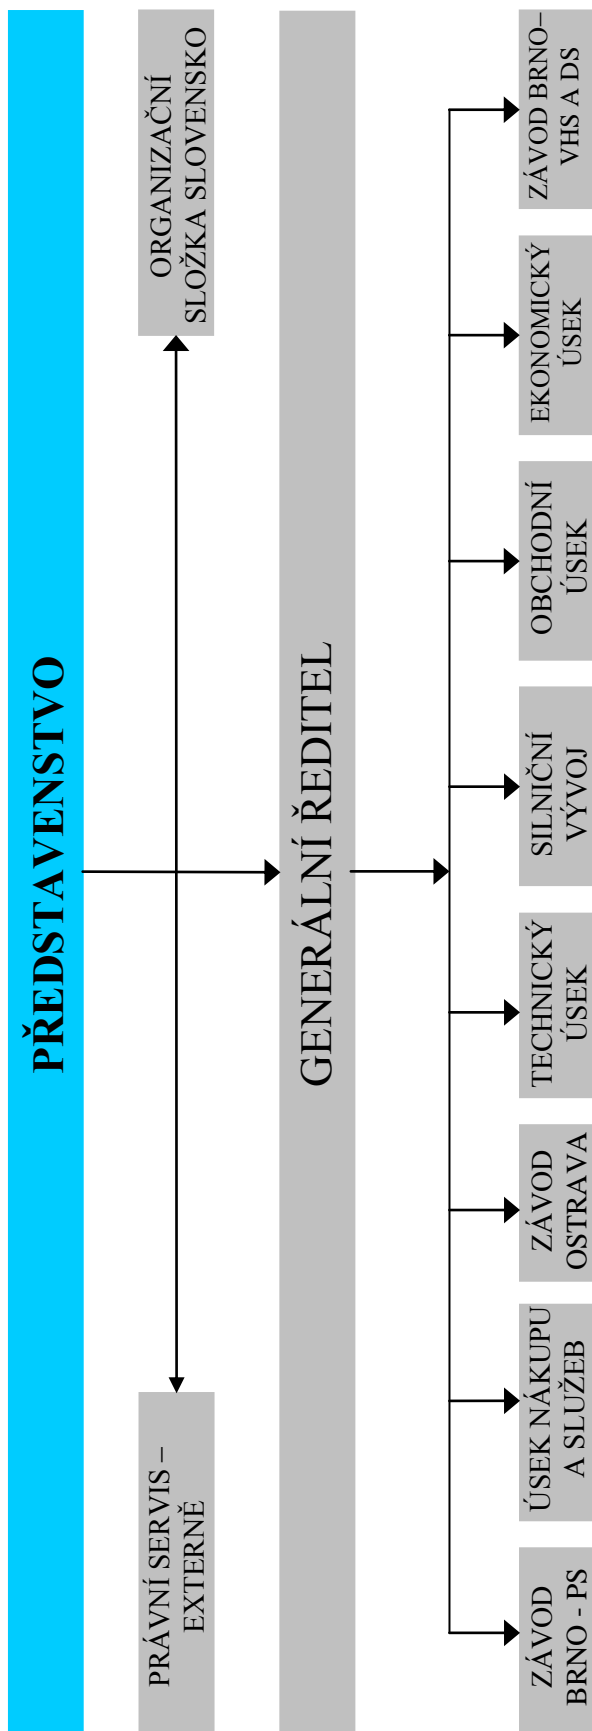 PŘEDSTAVENSTVO
PRÁVNÍ SERVIS –
EXTERNĚ
ORGANIZAČNÍ
SLOŽKA SLOVENSKO
GENERÁLNÍ ŘEDITEL
ZÁVOD
BRNO - PS
ÚSEK NÁKUPU
A SLUŽEB
ZÁVOD
OSTRAVA
TECHNICKÝ
ÚSEK
SILNIČNÍ
VÝVOJ
OBCHODNÍ
ÚSEK
EKONOMICKÝ
ÚSEK
ZÁVOD BRNO–
VHS A DS